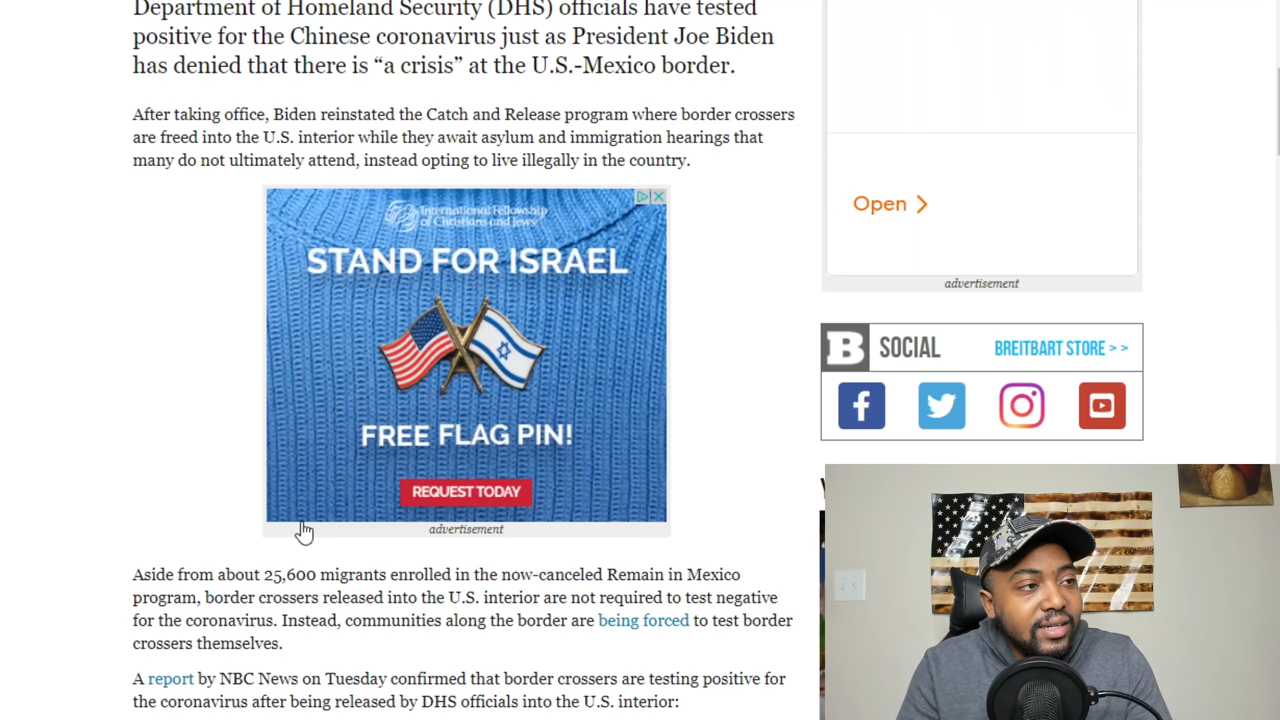 Department of Homeland Security (DHS) officials have tested
positive for the Chinese coronavirus just as President Joe Biden
has denied that there is “a crisis” at the U.S.-Mexico border.
After taking office, Biden reinstated the Catch and Release program where border crossers
are freed into the U.S. interior while they await asylum and immigration hearings that
many do not ultimately attend, instead opting to live illegally in the country.
International Fellowship
of Christians and Jews
STAND FOR ISRAEL
FREE FLAG PIN!
REQUEST TODAY
advertisement
Aside from about 25,600 migrants enrolled in the now-canceled Remain in Mexico
program, border crossers released into the U.S. interior are not required to test negative
for the coronavirus. Instead, communities along the border are being forced to test border
crossers themselves.
A report by NBC News on Tuesday confirmed that border crossers are testing positive for
the coronavirus after being released by DHS officials into the U.S. interior:
Open >
advertisement
B SOCIAL
BREITBART STORE > >